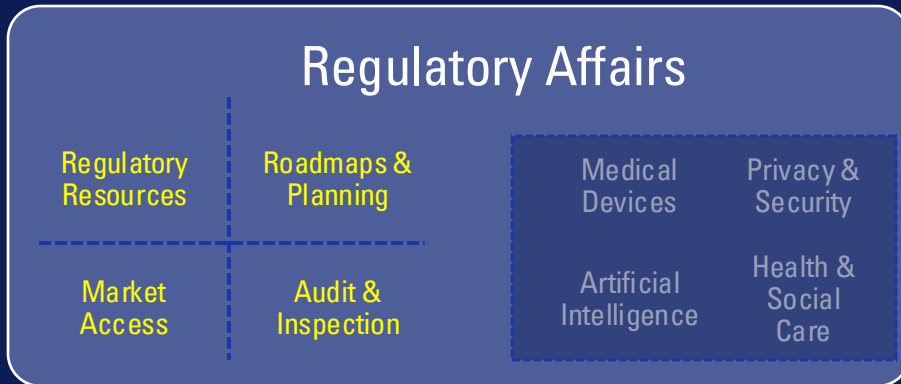 Regulatory Affairs
Regulatory
Resources
Roadmaps &
Planning
Market
Access
Audit &
Inspection
Medical
Devices
Privacy &
Security
Artificial
Intelligence
Health &
Social
Care